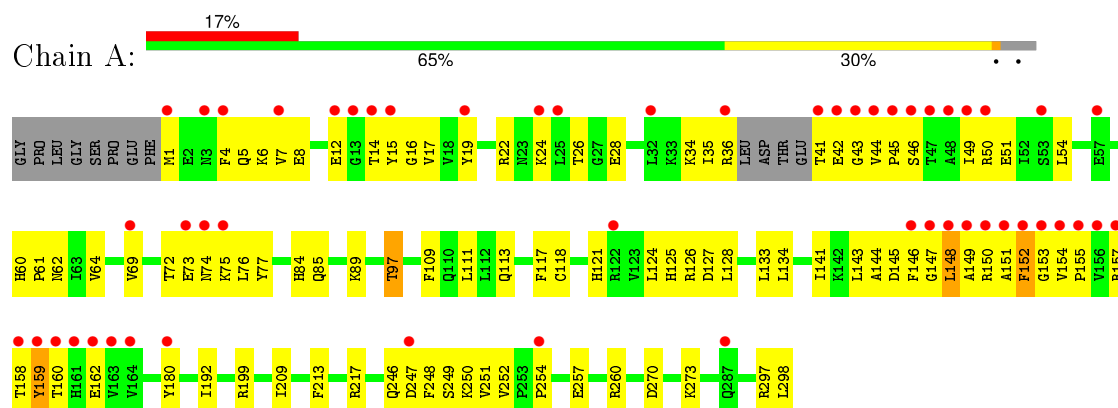 17%
Chain A:
65% 30% • •
GLY PRO LEU GLY SER PRO GLU PHE M1 E2 N3 F4 Q5 K6 V7 E8 E12 G13 T14 Y15 G16 V17 V18 Y19 R22 N23 K24 L25 T26 G27 E28 L32 K33 K34 I35 R36 LEU ASP THR GLU T41 E42 G43 V44 P45 S46 T47 A48 I49 R50 E51 I52 S53 L54 E57
H60 P61 N62 I63 V64 V69 T72 E73 N74 K75 L76 Y77 H84 Q85 K89 T97 F109 Q110 L111 L112 Q113 F117 C118 H121 R122 V123 L124 H125 R126 D127 L128 L133 L134 I141 K142 L143 A144 D145 F146 G147 L148 A149 R150 A151 F152 G153 V154 P155 V156 R157
T158 Y159 T160 H161 E162 V163 V164 Y180 I192 R199 I209 F213 R217 Q246 D247 F248 S249 K250 V251 V252 P253 P254 E257 R260 D270 K273 Q287 R297 L298